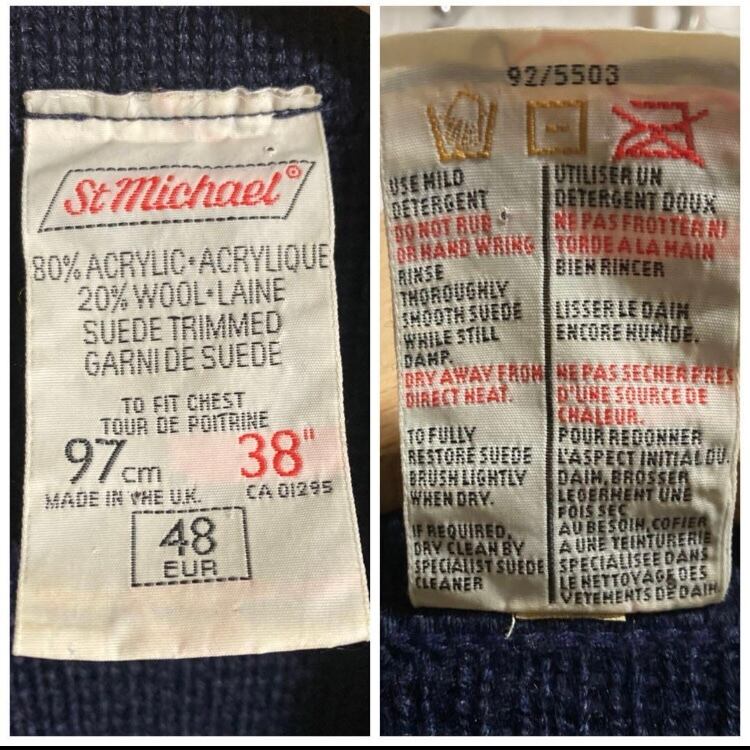 St Michael®
80% ACRYLIC•ACRYLIQUE
20% WOOL•LAINE
SUEDE TRIMMED
GARNI DE SUEDE
TO FIT CHEST
TOUR DE POITRINE
97cm 38"
MADE IN THE U.K. CA 01295
48
EUR
92/5503
USE MILD
DETERGENT
DO NOT RUB
OR HAND WRING
RINSE
THOROUGHLY
SMOOTH SUEDE
WHILE STILL
DAMP.
DRY AWAY FROM
DIRECT HEAT.
TO FULLY
RESTORE SUEDE
BRUSH LIGHTLY
WHEN DRY.
IF REQUIRED,
DRY CLEAN BY
SPECIALIST SUEDE
CLEANER
UTILISER UN
DETERGENT DOUX
NE PAS FROTTER NI
TORDE A LA MAIN
BIEN RINCER
LISSER LE DAIM
ENCORE HUMIDE.
NE PAS SECHER PRES
D'UNE SOURCE DE
CHALEUR.
POUR REDONNER
L'ASPECT INITIAL DU
DAIM, BROSSER
LEGERMENT UNE
FOIS SEC
AU BESOIN, COFIER
A UNE TEINTURERIE
SPECIALISEE DANS
LE NETTOYAGE DES
VETEMENTS DE DAIM